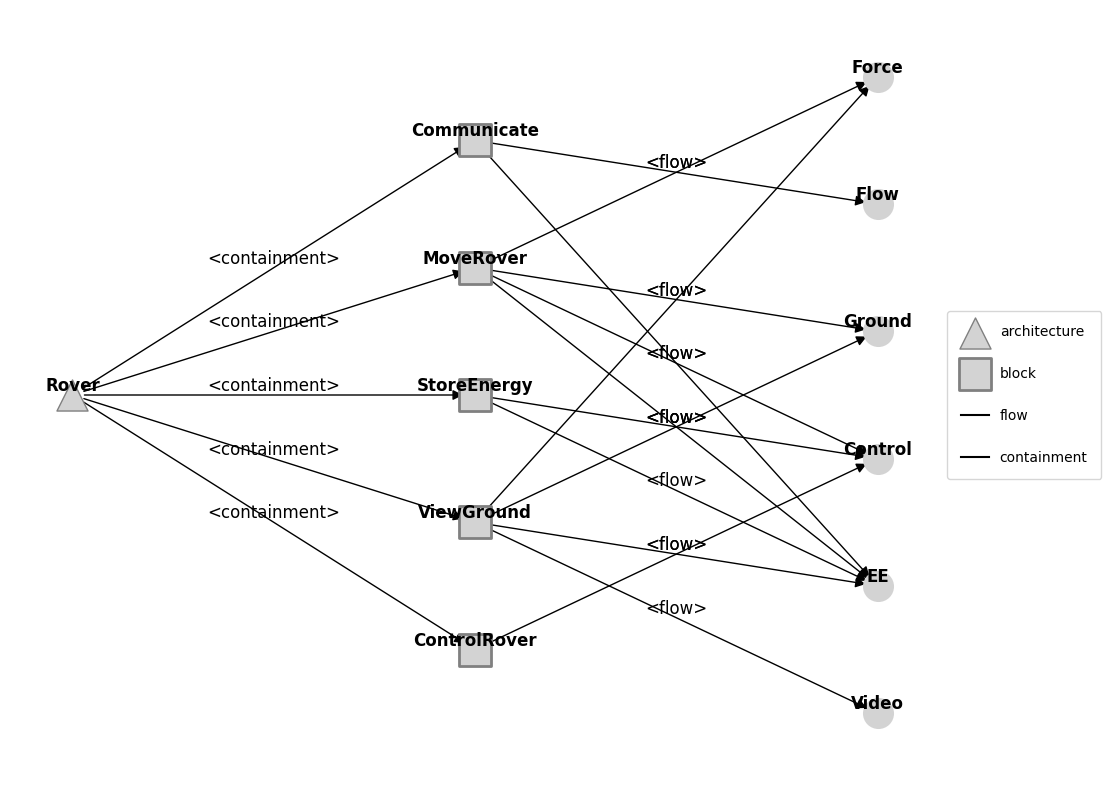 Force
Communicate
<flow>
Flow
<containment>
MoveRover
<flow>
<containment>
Ground
architecture
<flow>
block
Rover
<containment>
StoreEnergy
<flow>
flow
<containment>
Control
containment
<flow>
<containment>
ViewGround
<flow>
EE
<flow>
ControlRover
Video